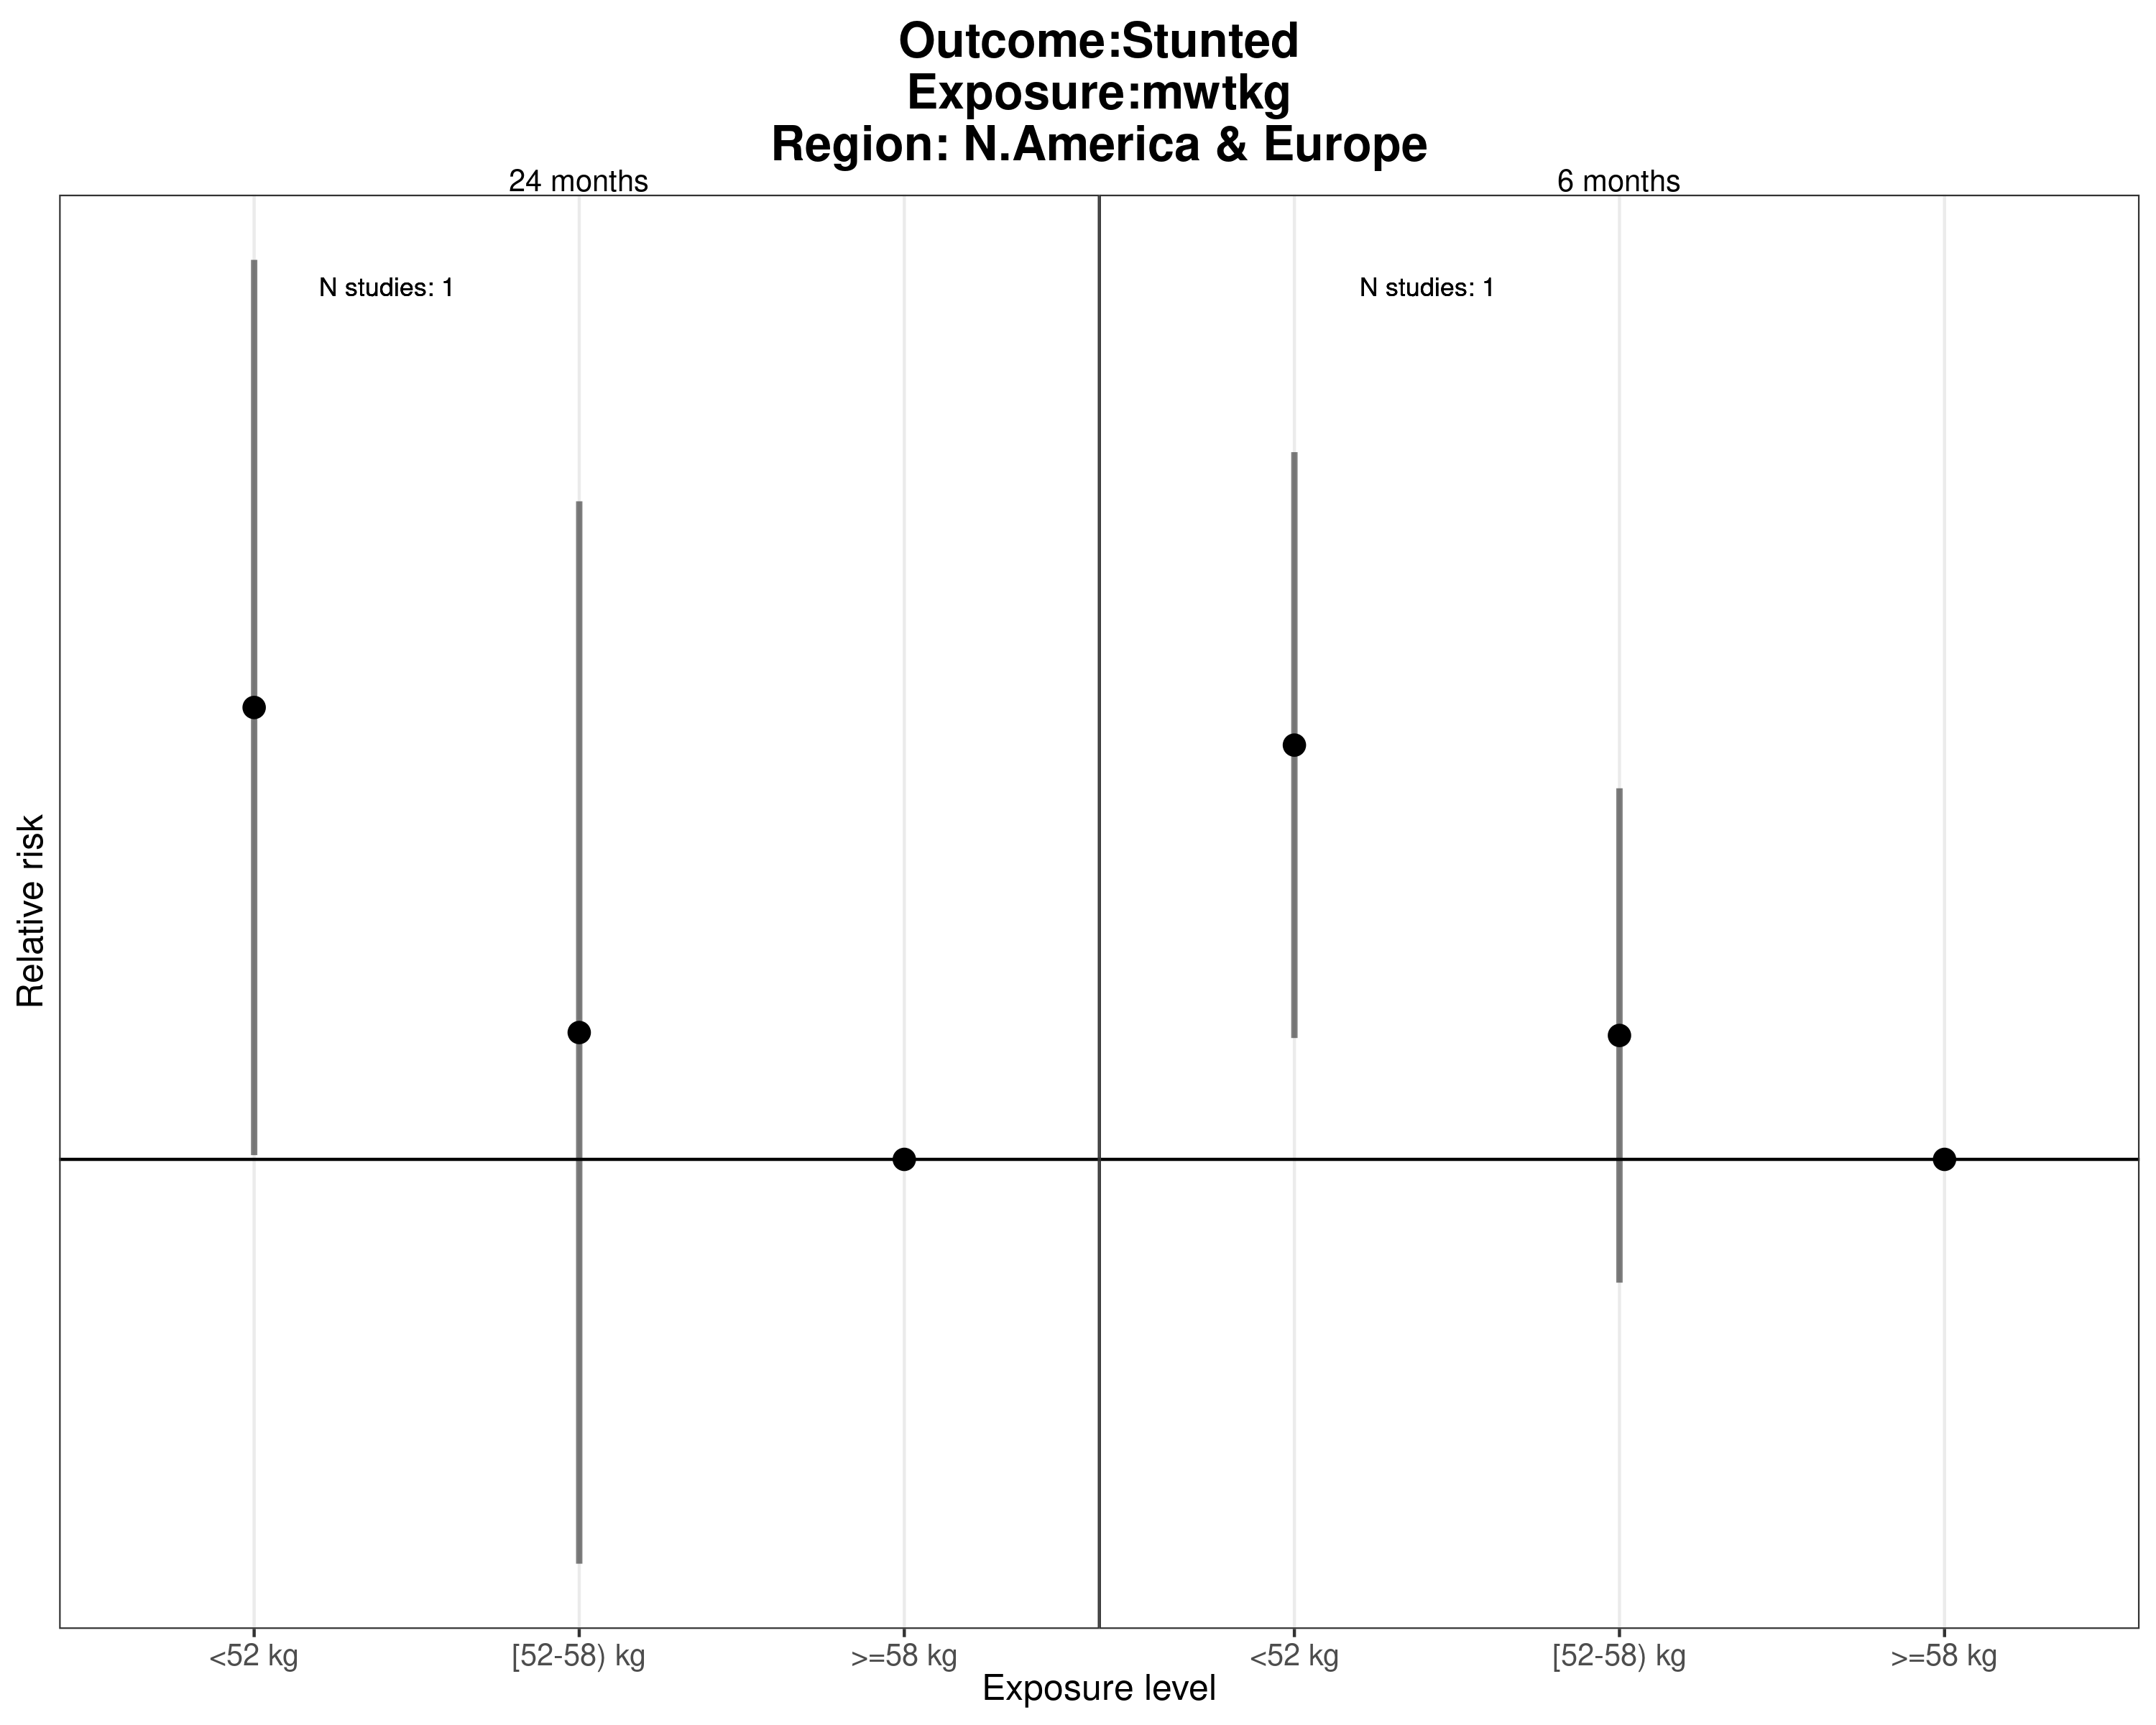 Outcome:Stunted
Exposure:mwtkg
Region: N.America & Europe
24 months
6 months
N studies: 1
N studies: 1
Relative risk
<52 kg
[52-58) kg
>=58 kg
<52 kg
[52-58) kg
>=58 kg
Exposure level